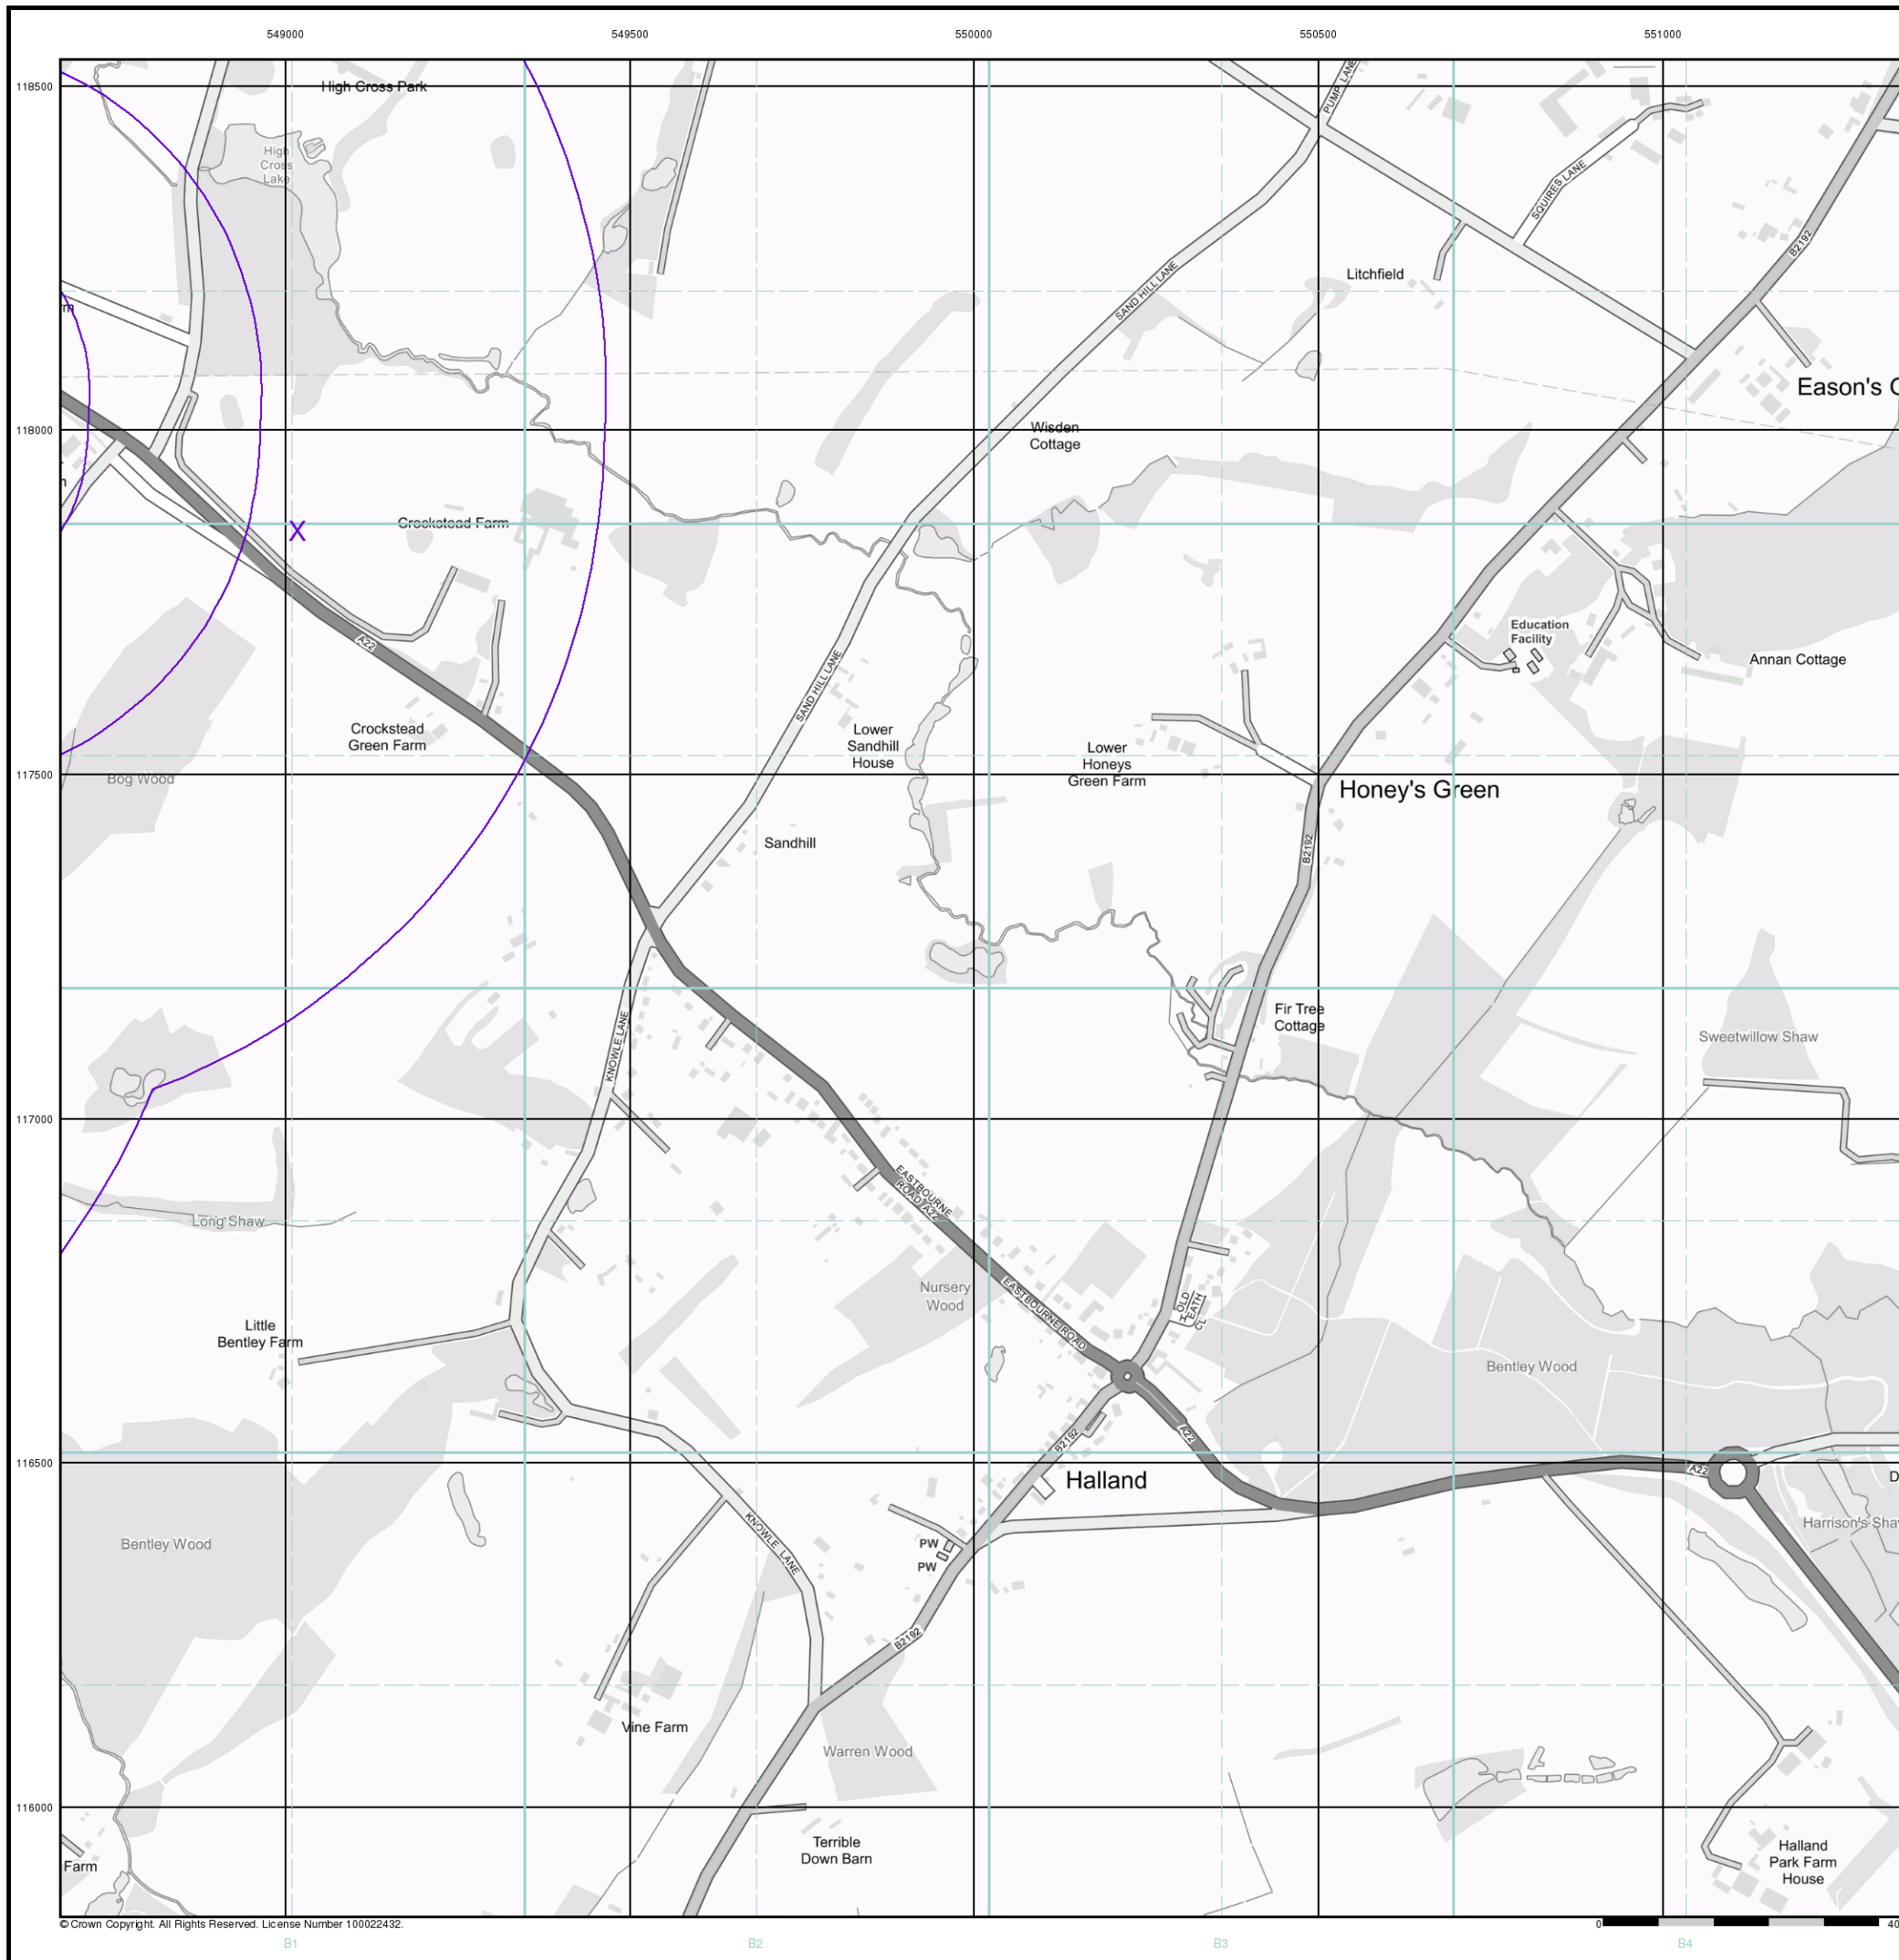 549000 549500 550000 550500 551000
118500
High Cross Park
PUMP LANE
High
Cross
Lake
SQUIRES LANE
B2192
Litchfield
SAND HILL LANE
Eason's
118000
Wisden
Cottage
Crockstead Farm
X
Education
Facility
A22
Annan Cottage
SAND HILL LANE
Crockstead
Green Farm
Lower
Sandhill
House
Lower
Honeys
Green Farm
Bog Wood
117500
Honey's Green
Sandhill
B2192
Fir Tree
Cottage
Sweetwillow Shaw
KNOWLE LANE
117000
EASTBOURNE
ROAD A22
Long Shaw
Nursery
Wood
EASTBOURNE ROAD
OLD
HEATH
CL
Little
Bentley Farm
Bentley Wood
A22
B2192
116500
Halland
A22
Harrison's
Bentley Wood
KNOWLE LANE
PW
PW
B2192
Vine Farm
Warren Wood
116000
Terrible
Down Barn
Farm
Halland
Park Farm
House
© Crown Copyright. All Rights Reserved. License Number 100022432.
0
B1 B2 B3 B4